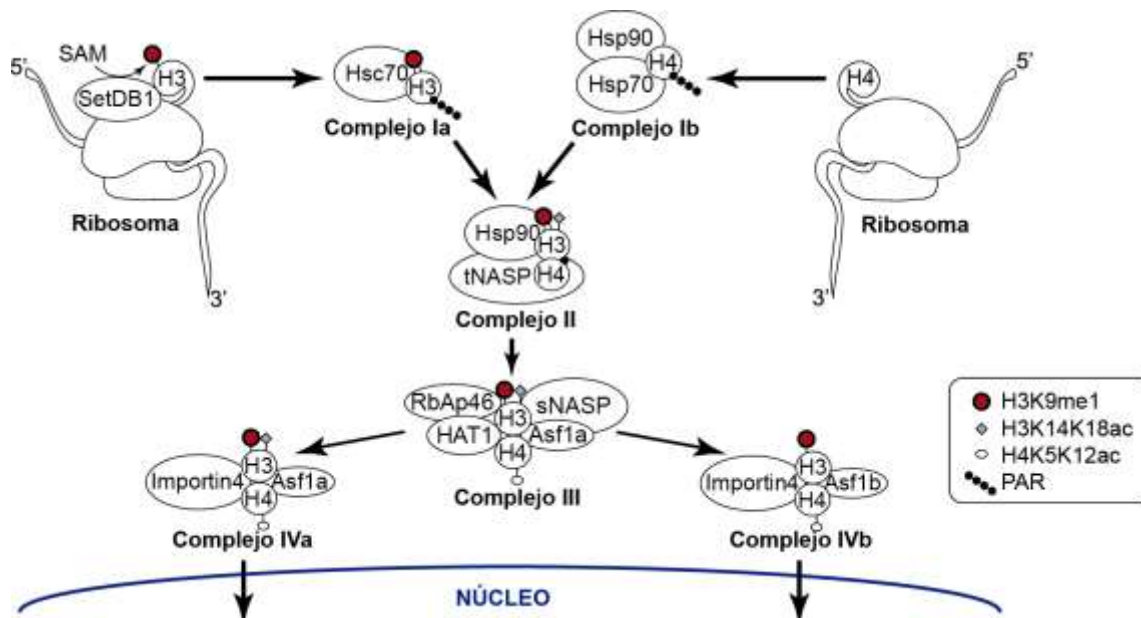 SAM
5'
H3
SetDB1
Ribosoma
3'
Hsc70
H3
Complejo Ia
Hsp90
H4
Hsp70
Complejo Ib
H4
5'
Ribosoma
3'
Hsp90
H3
tNASP
H4
Complejo II
RbAp46
H3
sNASP
HAT1
H4
Asf1a
Complejo III
Importin4
H3
H4
Asf1a
Complejo IVa
Importin4
H3
H4
Asf1b
Complejo IVb
H3K9me1
H3K14K18ac
H4K5K12ac
PAR
NÚCLEO